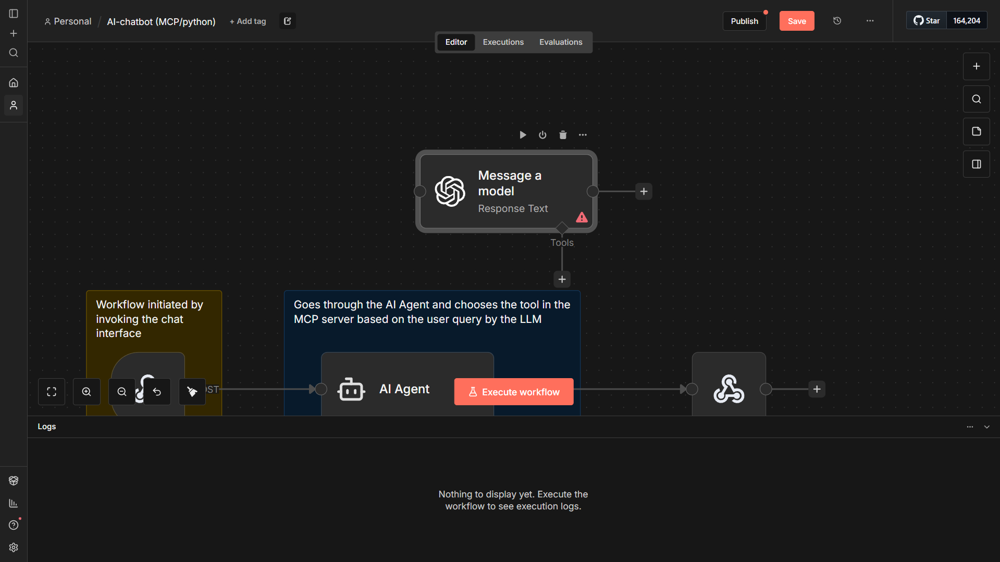 Personal / AI-chatbot (MCP/python) + Add tag
Publish
Save
Star 164,204
Editor Executions Evaluations
Message a
model
Response Text
Tools
Workflow initiated by
invoking the chat
interface
Goes through the AI Agent and chooses the tool in the
MCP server based on the user query by the LLM
AI Agent
Execute workflow
Logs
Nothing to display yet. Execute the
workflow to see execution logs.